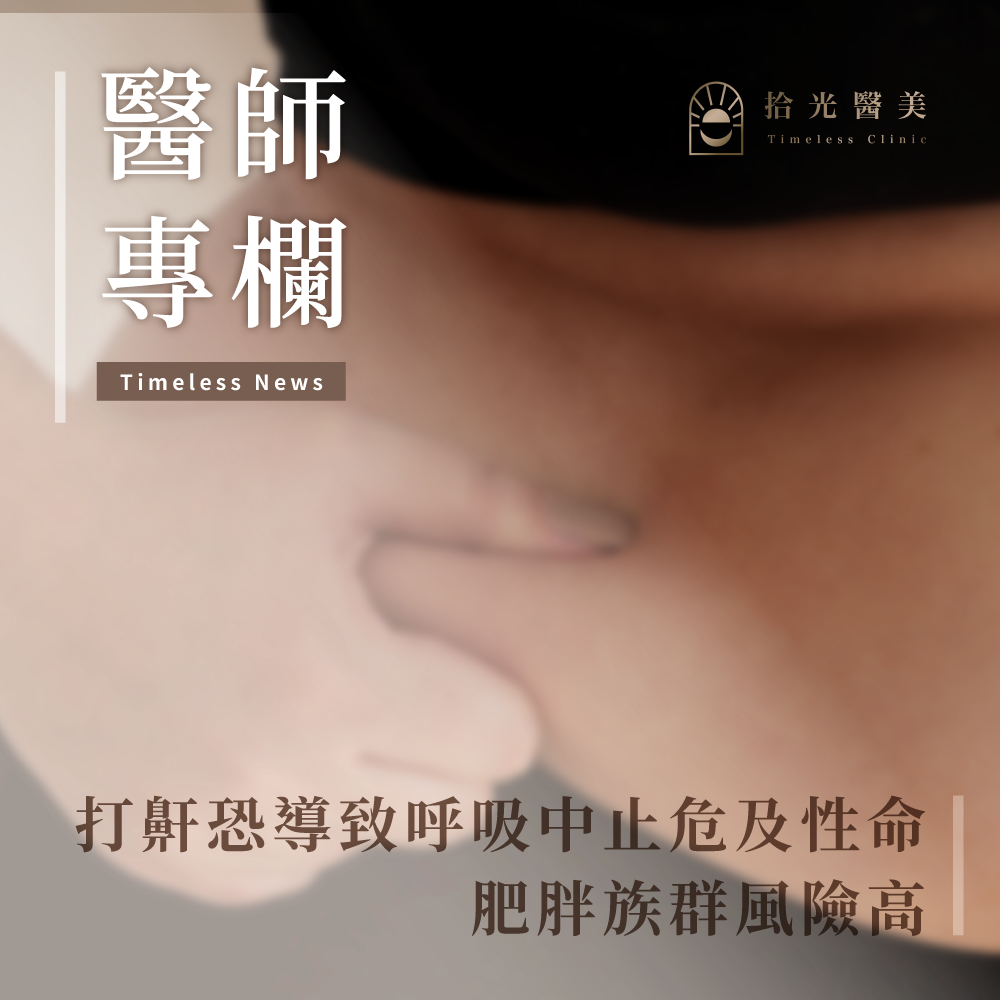 醫師
專欄
Timeless News
拾光醫美
Timeless Clinic
打鼾恐導致呼吸中止危及性命
肥胖族群風險高